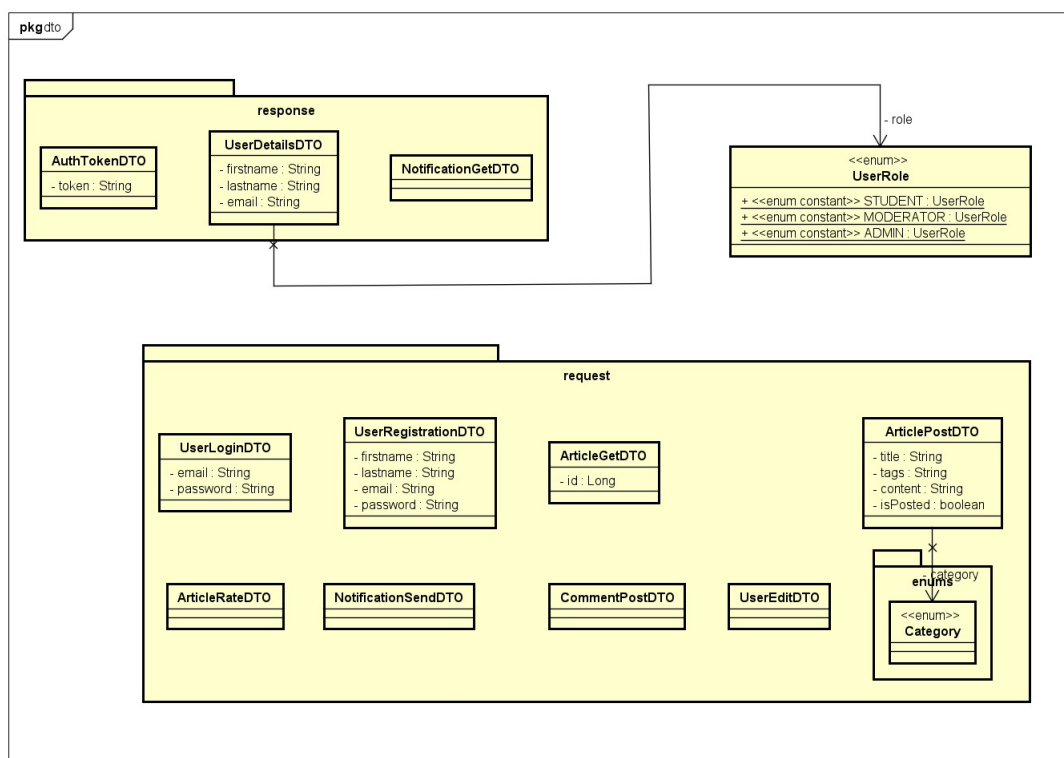 pkg dto
response
AuthTokenDTO
- token : String
UserDetailsDTO
- firstname : String
- lastname : String
- email : String
NotificationGetDTO
- role
<<enum>>
UserRole
+ <<enum constant>> STUDENT : UserRole
+ <<enum constant>> MODERATOR : UserRole
+ <<enum constant>> ADMIN : UserRole
request
UserLoginDTO
- email : String
- password : String
UserRegistrationDTO
- firstname : String
- lastname : String
- email : String
- password : String
ArticleGetDTO
- id : Long
ArticlePostDTO
- title : String
- tags : String
- content : String
- isPosted : boolean
ArticleRateDTO
NotificationSendDTO
CommentPostDTO
UserEditDTO
- category
enums
<<enum>>
Category